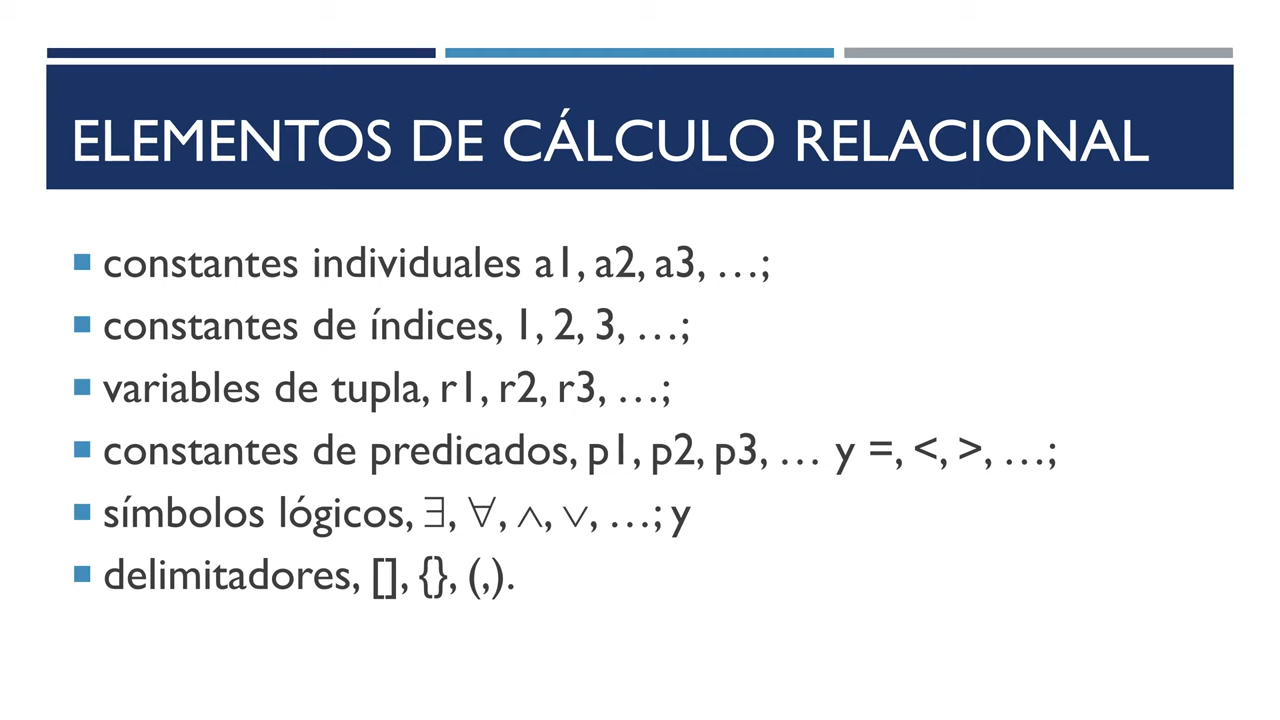 ELEMENTOS DE CÁLCULO RELACIONAL
constantes individuales a1, a2, a3, …;
constantes de índices, 1, 2, 3, …;
variables de tupla, r1, r2, r3, …;
constantes de predicados, p1, p2, p3, … y =, <, >, …;
símbolos lógicos, ∃, ∀, ∧, ∨, …; y
delimitadores, [], {}, (,).